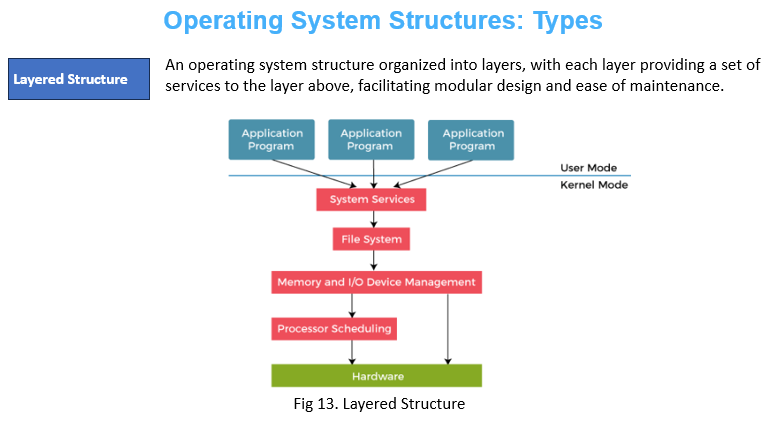 Operating System Structures: Types
Layered Structure
An operating system structure organized into layers, with each layer providing a set of
services to the layer above, facilitating modular design and ease of maintenance.
Application
Program
Application
Program
Application
Program
User Mode
Kernel Mode
System Services
File System
Memory and I/O Device Management
Processor Scheduling
Hardware
Fig 13. Layered Structure